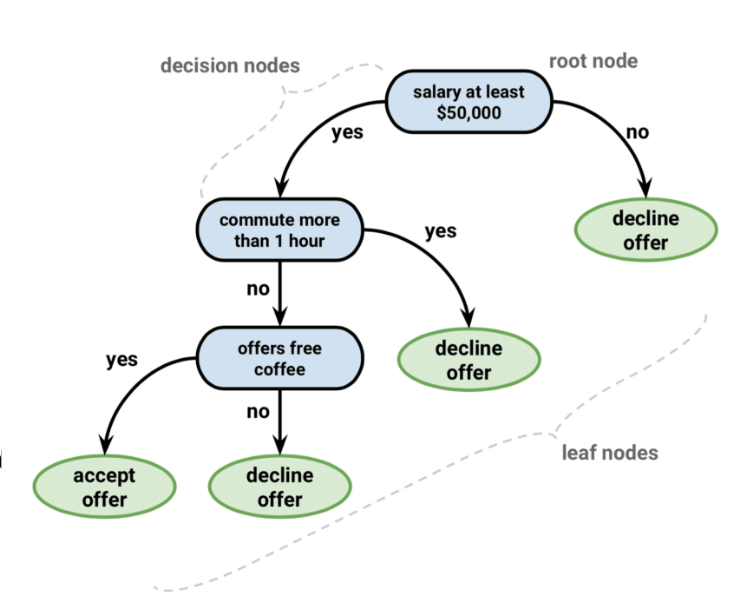 decision nodes
root node
salary at least
$50,000
yes
no
commute more
than 1 hour
yes
decline
offer
no
offers free
coffee
decline
offer
yes
no
accept
offer
decline
offer
leaf nodes